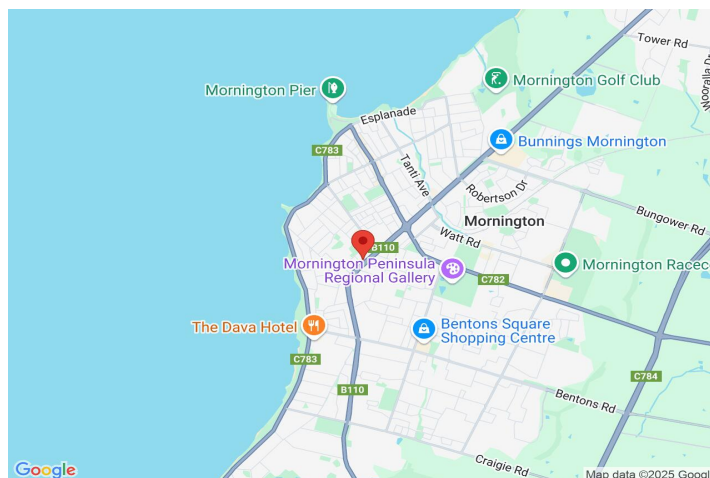 Tower Rd
Wooralla Dr
Mornington Golf Club
Mornington Pier
Esplanade
Bunnings Mornington
C783
Tanti Ave
Robertson Dr
Mornington
Bungower Rd
Watt Rd
B110
Mornington Peninsula
Regional Gallery
Mornington Racec
C782
The Dava Hotel
Bentons Square
Shopping Centre
C783
C784
B110
Bentons Rd
Craigie Rd
Google
Map data ©2025 Googl